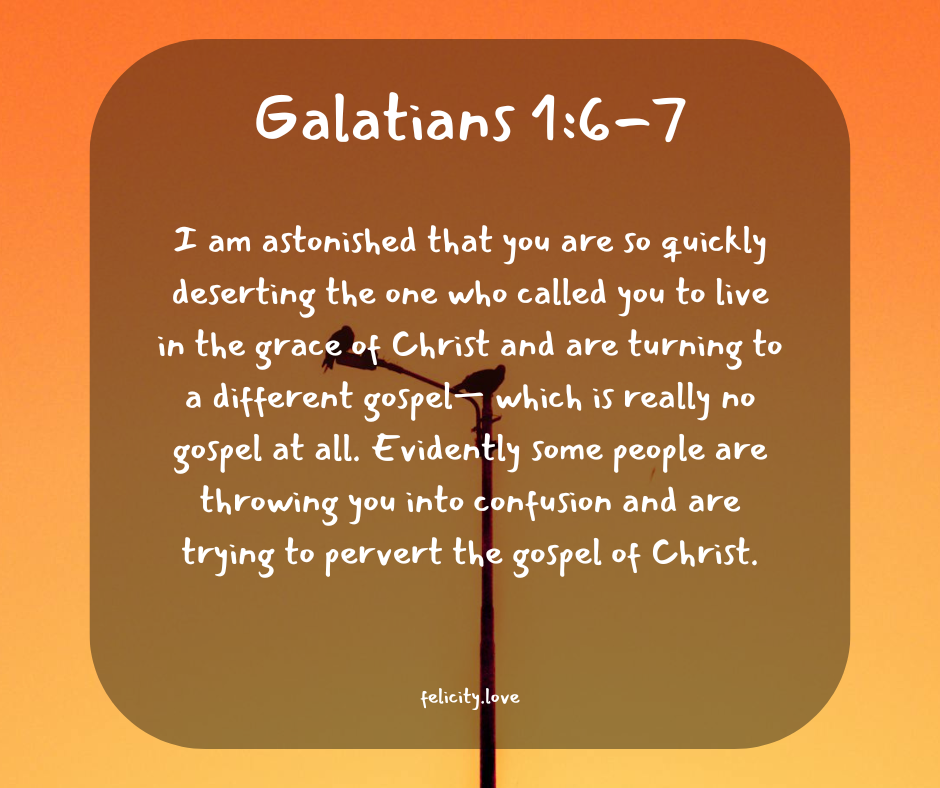 Galatians 1:6-7
I am astonished that you are so quickly
deserting the one who called you to live
in the grace of Christ and are turning to
a different gospel— which is really no
gospel at all. Evidently some people are
throwing you into confusion and are
trying to pervert the gospel of Christ.
felicity.love